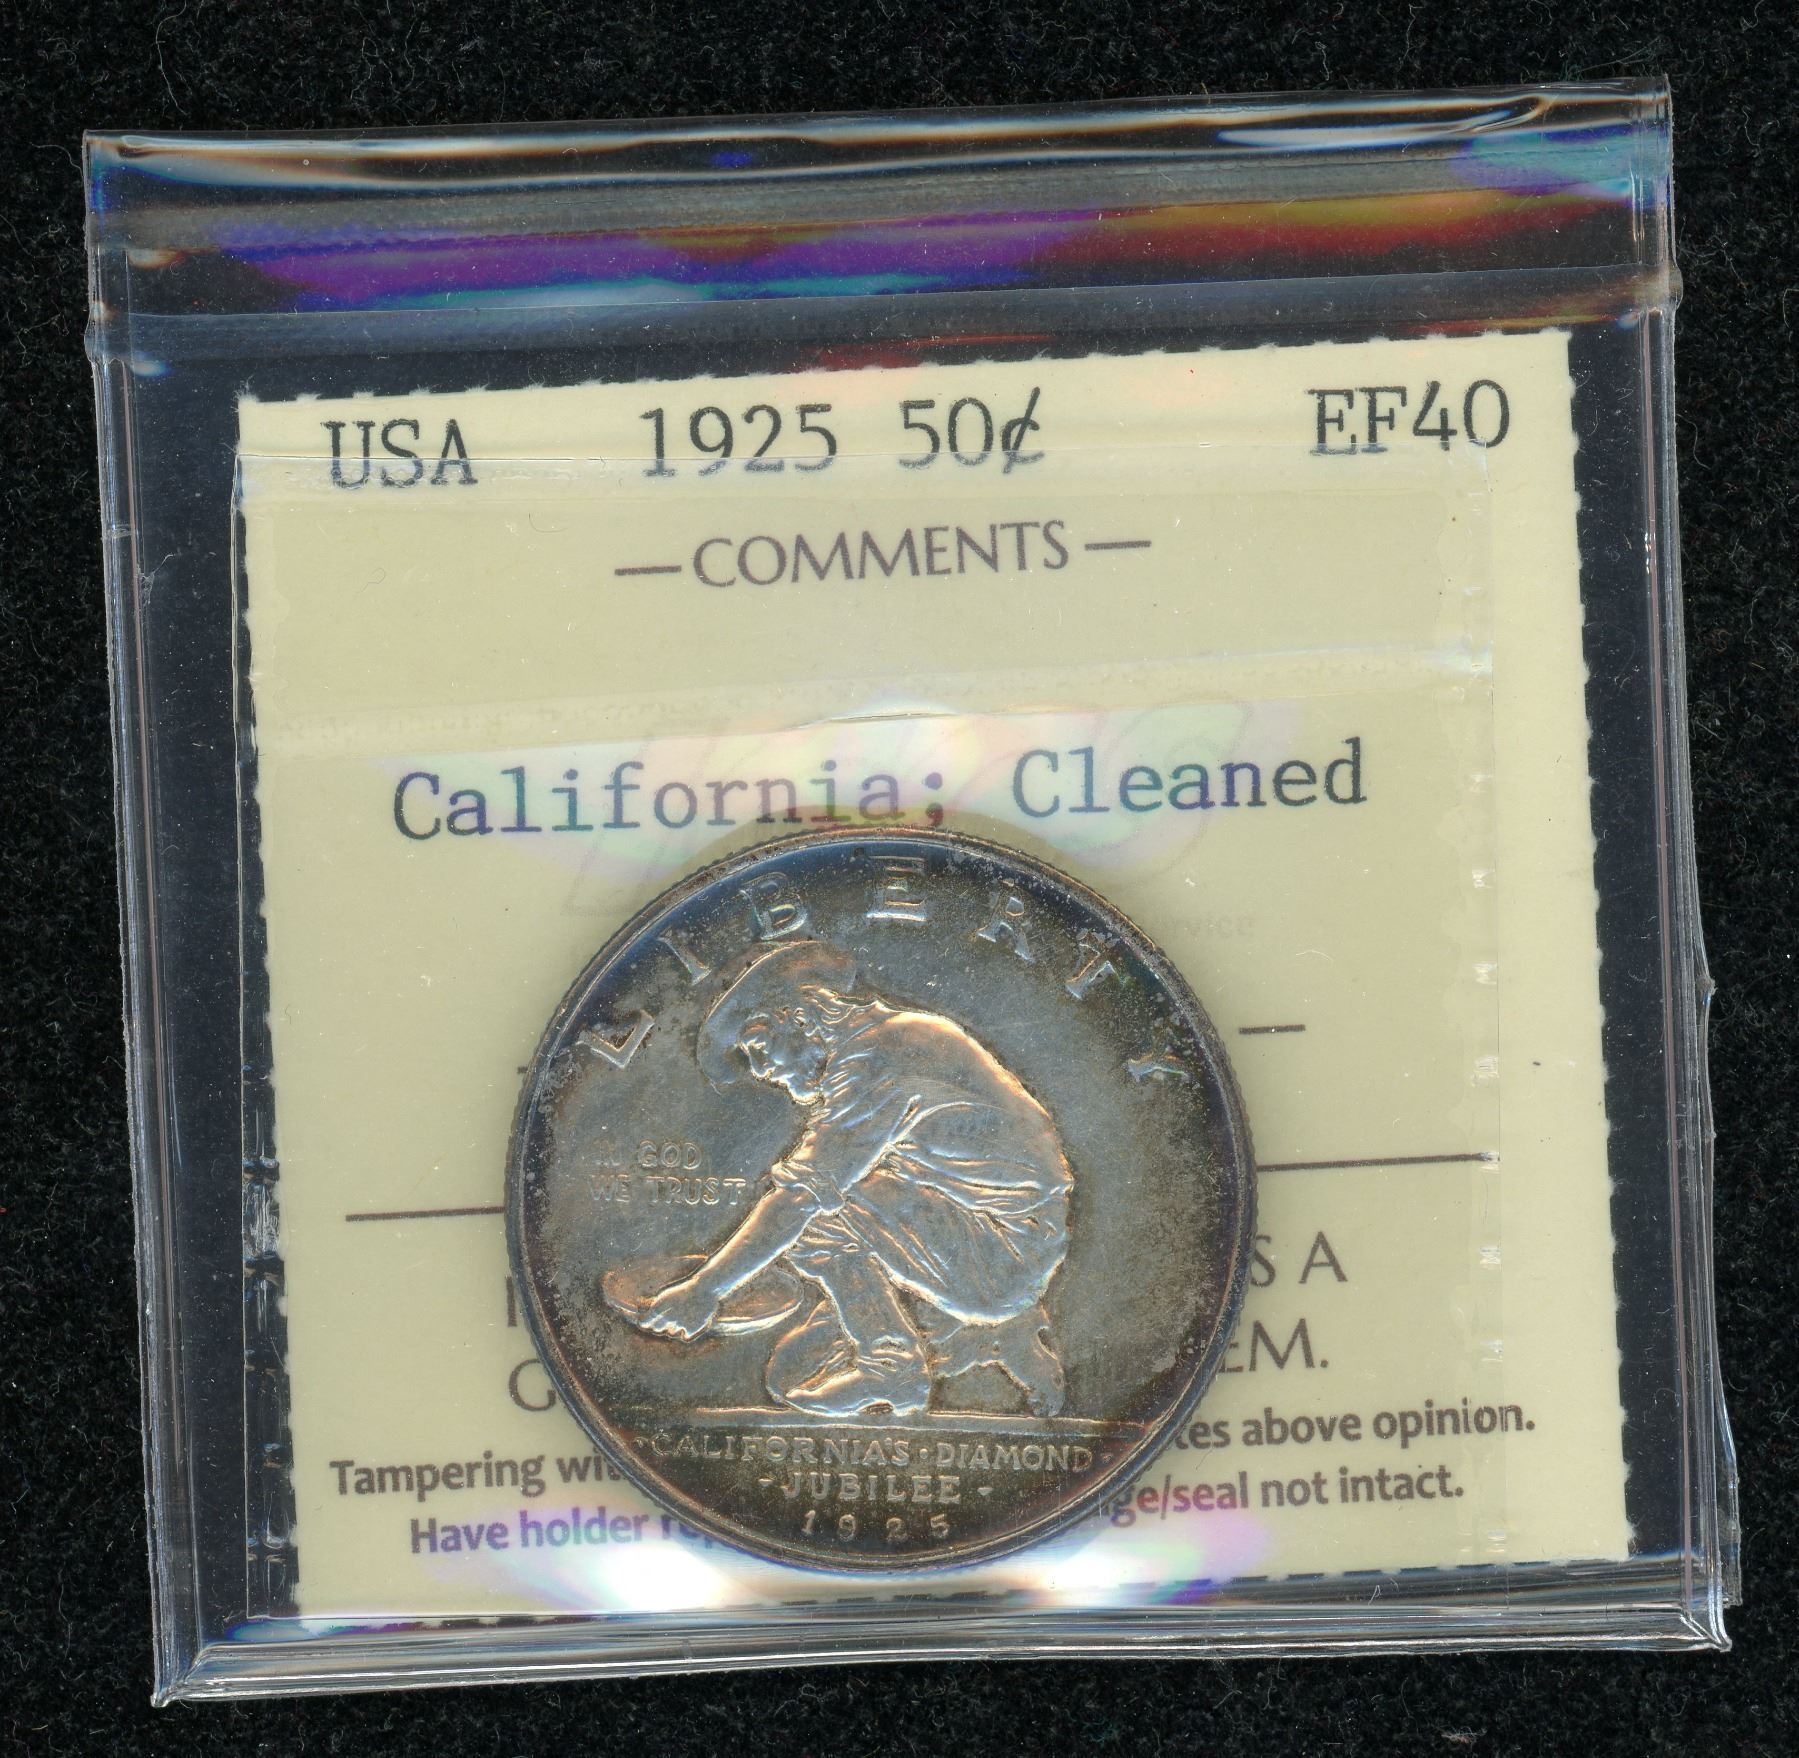 USA 1925 50¢ EF40
— COMMENTS —
California; Cleaned
LIBERTY
IN GOD
WE TRUST
S A
G EM.
·CALIFORNIA'S·DIAMOND·
-JUBILEE-
1925
tes above opinion.
Tampering wit ge/seal not intact.
Have holder